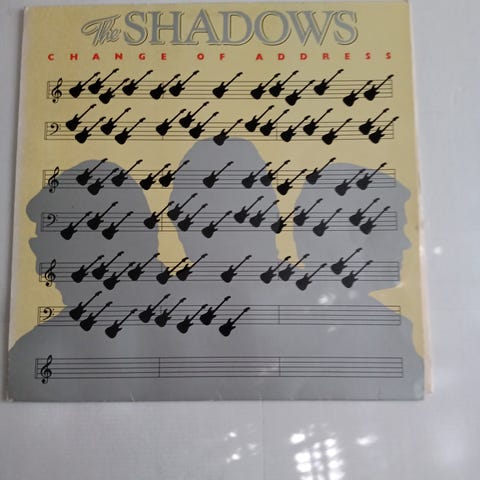 The SHADOWS
CHANGE OF ADDRESS